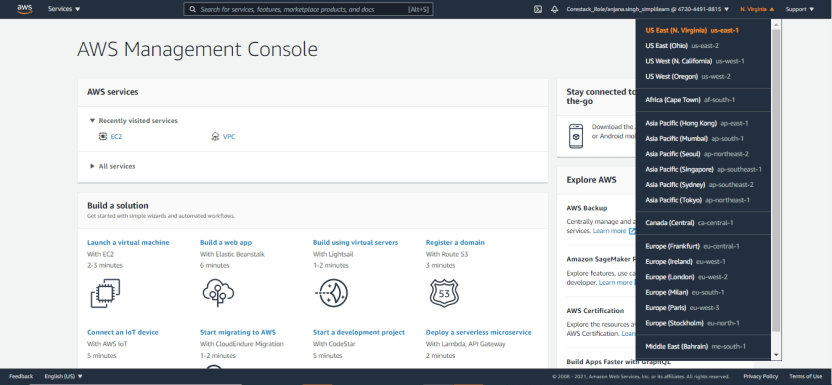 aws
Services
Search for services, features, marketplace products, and docs
[Alt+S]
Corestack_Role/anjana.singh_simplilearn @ 4720-4491-8815
N. Virginia
Support
AWS Management Console
AWS services
Recently visited services
EC2
VPC
All services
Build a solution
Get started with simple wizards and automated workflows.
Launch a virtual machine
With EC2
2-3 minutes
Build a web app
With Elastic Beanstalk
6 minutes
Build using virtual servers
With Lightsail
1-2 minutes
Register a domain
With Route 53
3 minutes
53
Connect an IoT device
With AWS IoT
5 minutes
Start migrating to AWS
With CloudEndure Migration
1-2 minutes
Start a development project
With CodeStar
5 minutes
Deploy a serverless microservice
With Lambda, API Gateway
2 minutes
Stay connected to
the-go
Download the
or Android mo
Explore AWS
AWS Backup
Centrally manage and a
services. Learn more
Amazon SageMaker
Explore features, use ca
developer. Learn more
AWS Certification
Explore the resources av
AWS Certification. Learn
Build Apps Faster with GraphQL
US East (N. Virginia) us-east-1
US East (Ohio) us-east-2
US West (N. California) us-west-1
US West (Oregon) us-west-2
Africa (Cape Town) af-south-1
Asia Pacific (Hong Kong) ap-east-1
Asia Pacific (Mumbai) ap-south-1
Asia Pacific (Seoul) ap-northeast-2
Asia Pacific (Singapore) ap-southeast-1
Asia Pacific (Sydney) ap-southeast-2
Asia Pacific (Tokyo) ap-northeast-1
Canada (Central) ca-central-1
Europe (Frankfurt) eu-central-1
Europe (Ireland) eu-west-1
Europe (London) eu-west-2
Europe (Milan) eu-south-1
Europe (Paris) eu-west-3
Europe (Stockholm) eu-north-1
Middle East (Bahrain) me-south-1
Feedback
English (US)
© 2008 - 2021, Amazon Web Services, Inc. or its affiliates. All rights reserved.
Privacy Policy
Terms of Use